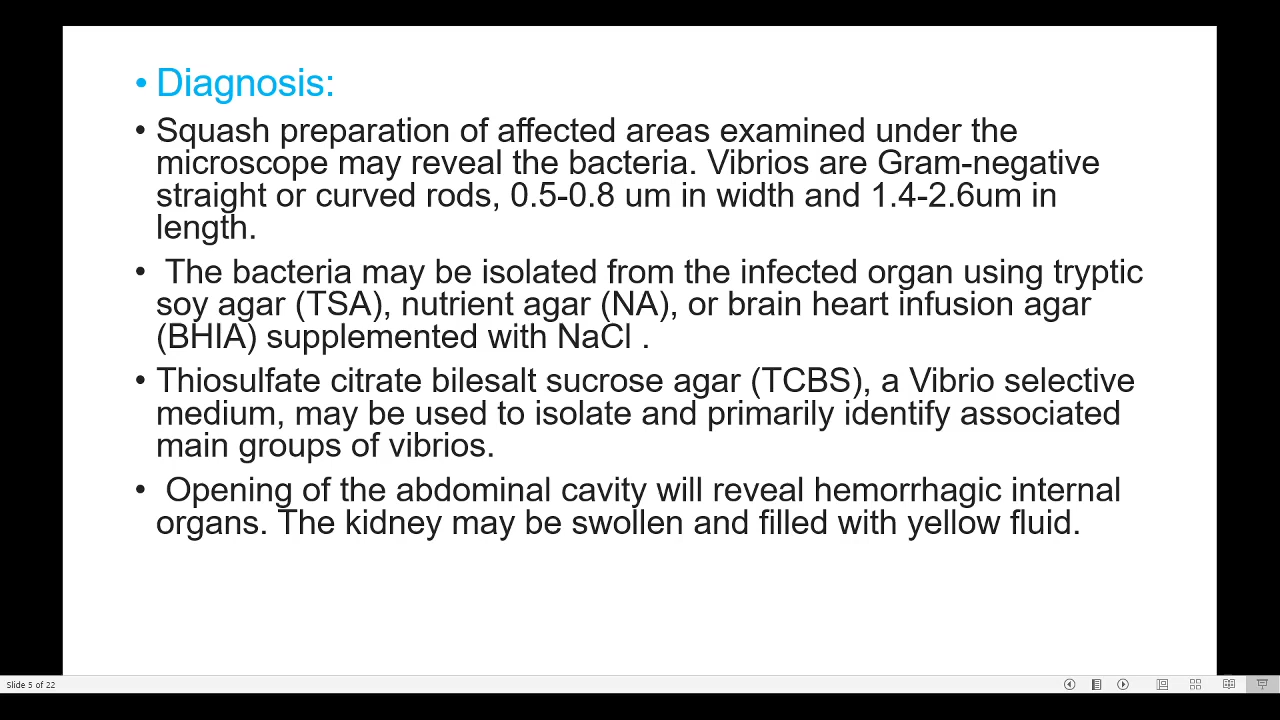 • Diagnosis:
• Squash preparation of affected areas examined under the
microscope may reveal the bacteria. Vibrios are Gram-negative
straight or curved rods, 0.5-0.8 um in width and 1.4-2.6um in
length.
• The bacteria may be isolated from the infected organ using tryptic
soy agar (TSA), nutrient agar (NA), or brain heart infusion agar
(BHIA) supplemented with NaCl .
• Thiosulfate citrate bilesalt sucrose agar (TCBS), a Vibrio selective
medium, may be used to isolate and primarily identify associated
main groups of vibrios.
• Opening of the abdominal cavity will reveal hemorrhagic internal
organs. The kidney may be swollen and filled with yellow fluid.
Slide 5 of 22